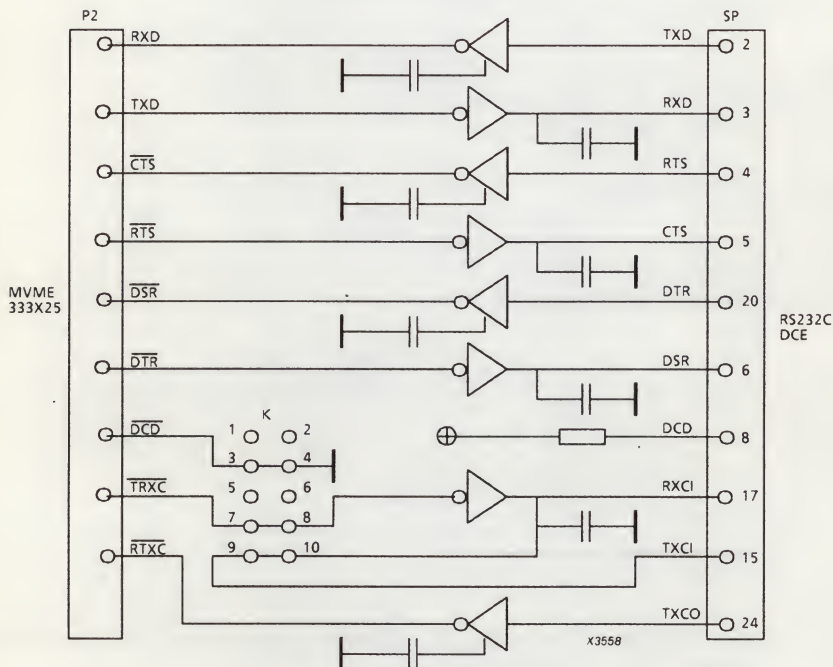 P2 SP
RXD TXD 2
TXD RXD 3
CTS RTS 4
RTS CTS 5
MVME
333X25
DSR DTR 20
RS232C
DCE
DTR DSR 6
K
DCD 1 2 DCD 8
3 4
TRXC 5 6 RXCI 17
7 8
RTXC 9 10 TXCI 15
TXCO 24
X3558